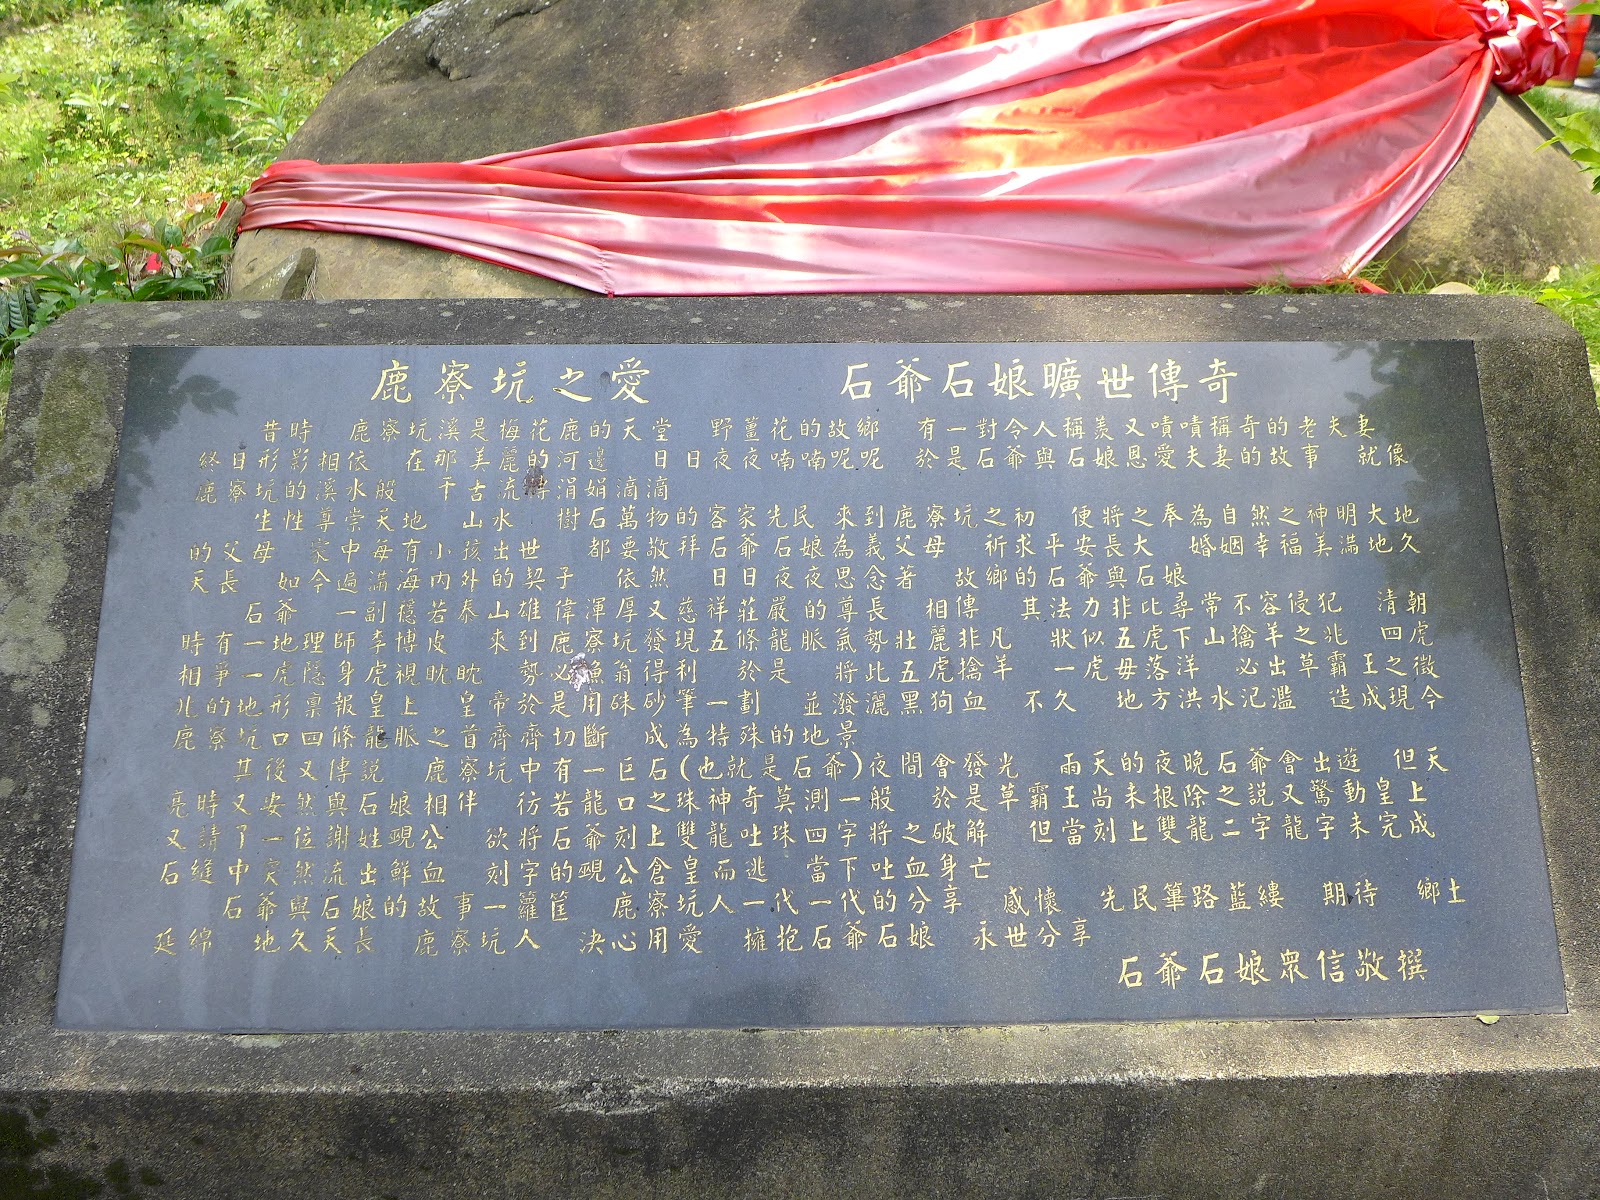 鹿寮坑之愛 石爺石娘曠世傳奇
昔時 鹿寮坑溪是梅花鹿的天堂 野薑花的故鄉 有一對令人稱羨又嘖嘖稱奇的老夫妻
終日形影相依 在那美麗的河邊 日日夜夜喃喃呢呢 於是石爺與石娘恩愛夫妻的故事 就像
鹿寮坑的溪水般 千古流轉涓娟滴滴
生性尊崇天地 山水 樹石萬物的客家先民 來到鹿寮坑之初 便將之奉為自然之神明大地
的父母 家中每有小孩出世 都要敬拜石爺石娘為義父母 祈求平安長大 婚姻幸福美滿地久
天長 如今遍滿海內外的契子 依然 日日夜夜思念著 故鄉的石爺與石娘
石爺 一副穩若泰山雄偉渾厚又慈祥莊嚴的尊長 相傳 其法力非比尋常不容侵犯 清朝
時有一地理師李博皮 來到鹿寮坑發現五條龍脈氣勢壯麗非凡 狀似五虎下山擒羊之兆 四虎
相爭一虎隱身虎視眈眈 勢必漁翁得利 於是 將此五虎擒羊 一虎毋落洋 必出草霸王之徵
兆的地形稟報皇上 皇帝於是用硃砂筆一劃 並潑灑黑狗血 不久 地方洪水氾濫 造成現今
鹿寮坑口四條龍脈之首齊齊切斷 成為特殊的地景
其後又傳說 鹿寮坑中有一巨石(也就是石爺)夜間會發光 雨天的夜晚石爺會出遊 但天
亮時又安然與石娘相伴 彷若龍口之珠神奇莫測一般 於是草霸王尚未根除之說又驚動皇上
又請了一位謝姓覡公 欲將石爺刻上雙龍吐珠四字將之破解 但當刻上雙龍二字龍字未完成
石縫中突然流出鮮血 刻字的覡公倉皇而逃 當下吐血身亡
石爺與石娘的故事一籮筐 鹿寮坑人一代一代的分享 感懷 先民篳路藍縷 期待 鄉土
延綿 地久天長 鹿寮坑人 決心用愛 擁抱石爺石娘 永世分享
石爺石娘眾信敬撰